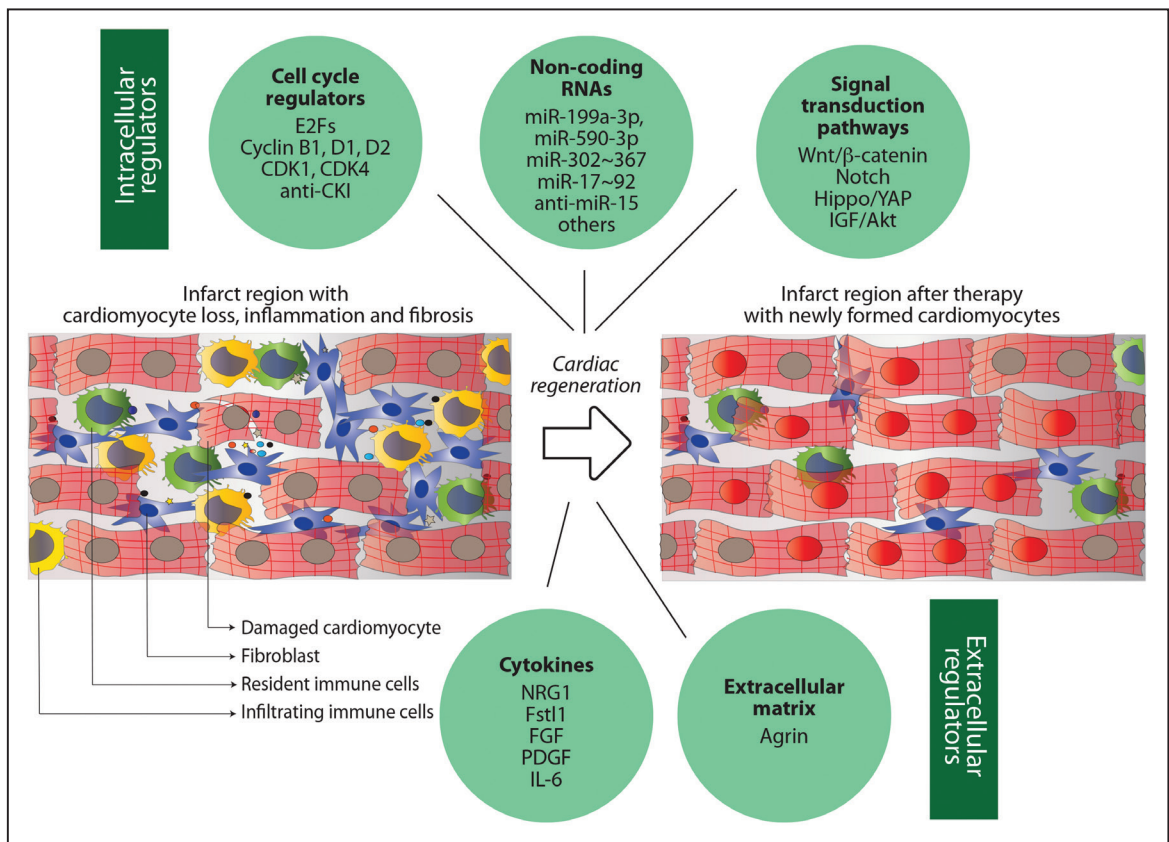 Intracellular
regulators
Cell cycle
regulators
E2Fs
Cyclin B1, D1, D2
CDK1, CDK4
anti-CKI
Non-coding
RNAs
miR-199a-3p,
miR-590-3p
miR-302~367
miR-17~92
anti-miR-15
others
Signal
transduction
pathways
Wnt/β-catenin
Notch
Hippo/YAP
IGF/Akt
Infarct region with
cardiomyocyte loss, inflammation and fibrosis
Cardiac
regeneration
Infarct region after therapy
with newly formed cardiomyocytes
Damaged cardiomyocyte
Fibroblast
Resident immune cells
Infiltrating immune cells
Cytokines
NRG1
Fstl1
FGF
PDGF
IL-6
Extracellular
matrix
Agrin
Extracellular
regulators